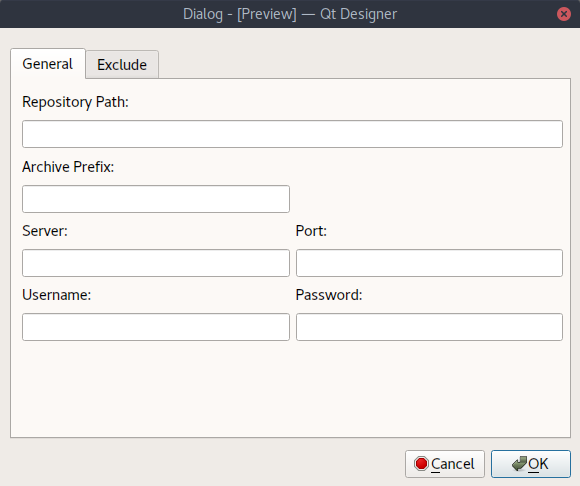 Dialog - [Preview] — Qt Designer
General Exclude
Repository Path:
Archive Prefix:
Server: Port:
Username: Password:
Cancel OK